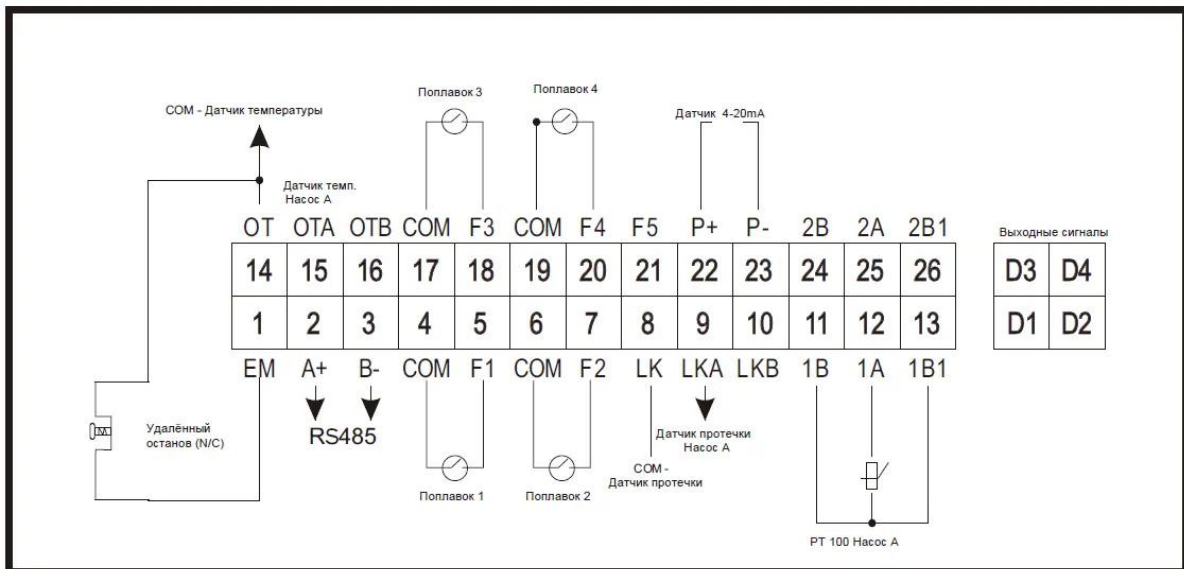 Поплавок 3
Поплавок 4
COM - Датчик температуры
Датчик 4-20mA
Датчик темп.
Насос А
OT OTA OTB COM F3 COM F4 F5 P+ P- 2B 2A 2B1
Выходные сигналы
14 15 16 17 18 19 20 21 22 23 24 25 26
D3 D4
1 2 3 4 5 6 7 8 9 10 11 12 13
D1 D2
EM A+ B- COM F1 COM F2 LK LKA LKB 1B 1A 1B1
Удалённый
останов (N/C)
RS485
Датчик протечки
Насос А
COM -
Датчик протечки
Поплавок 1
Поплавок 2
PT 100 Насос А